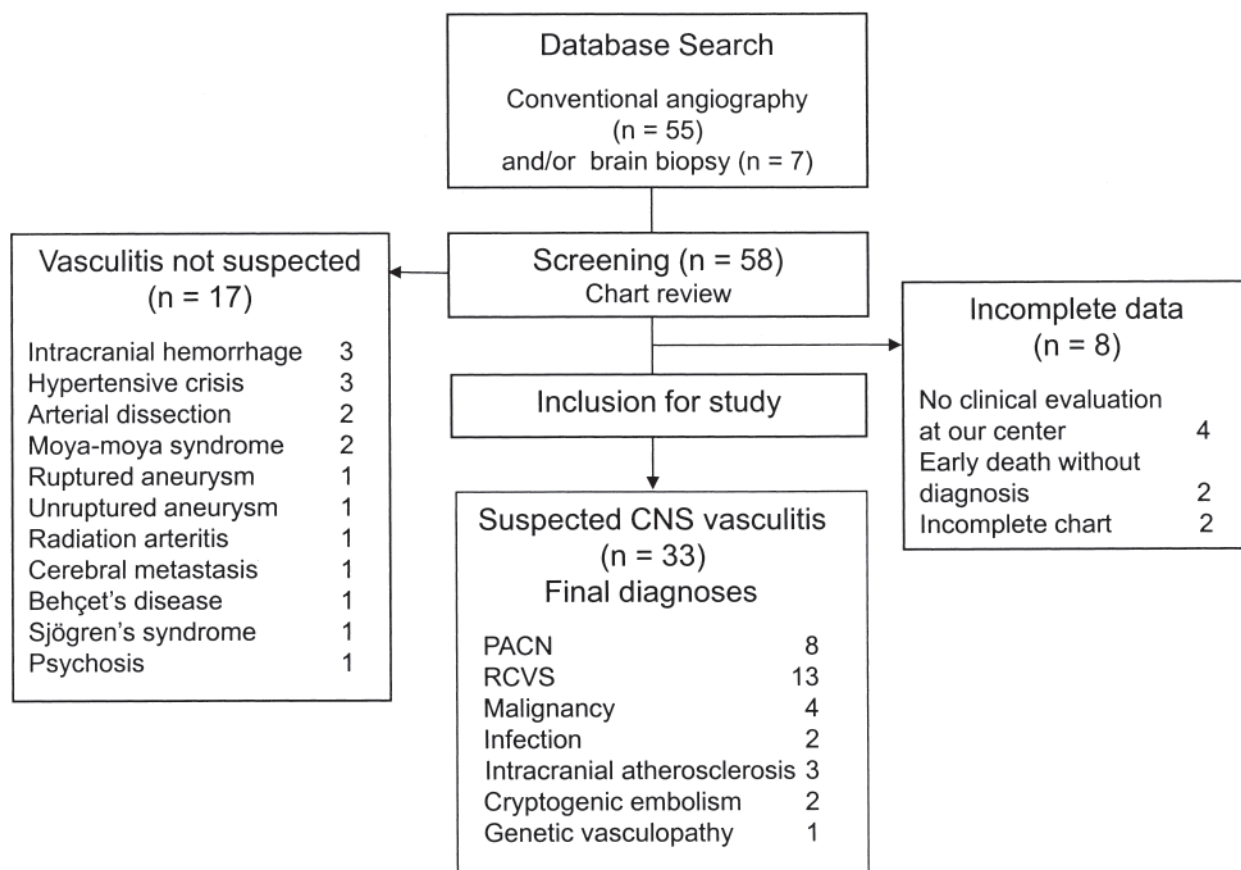 Database Search
Conventional angiography
(n = 55)
and/or brain biopsy (n = 7)
Screening (n = 58)
Chart review
Vasculitis not suspected
(n = 17)
Intracranial hemorrhage 3
Hypertensive crisis 3
Arterial dissection 2
Moya-moya syndrome 2
Ruptured aneurysm 1
Unruptured aneurysm 1
Radiation arteritis 1
Cerebral metastasis 1
Behçet's disease 1
Sjögren's syndrome 1
Psychosis 1
Incomplete data
(n = 8)
No clinical evaluation
at our center 4
Early death without
diagnosis 2
Incomplete chart 2
Inclusion for study
Suspected CNS vasculitis
(n = 33)
Final diagnoses
PACN 8
RCVS 13
Malignancy 4
Infection 2
Intracranial atherosclerosis 3
Cryptogenic embolism 2
Genetic vasculopathy 1